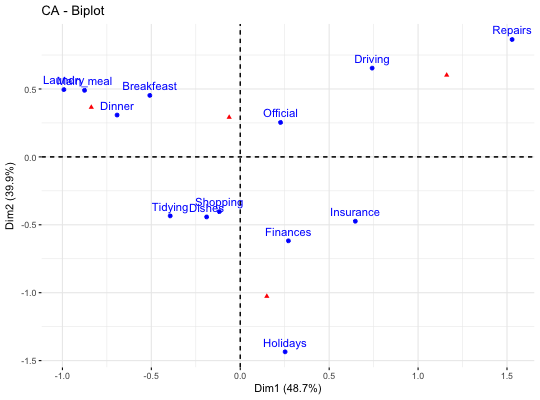 CA - Biplot
Repairs
Driving
Laundry
Main_meal
Breakfeast
Dinner
Official
Shopping
Tidying
Dishes
Insurance
Finances
Holidays
0.5
0.0
-0.5
-1.0
-1.5
-1.0
-0.5
0.0
0.5
1.0
1.5
Dim2 (39.9%)
Dim1 (48.7%)